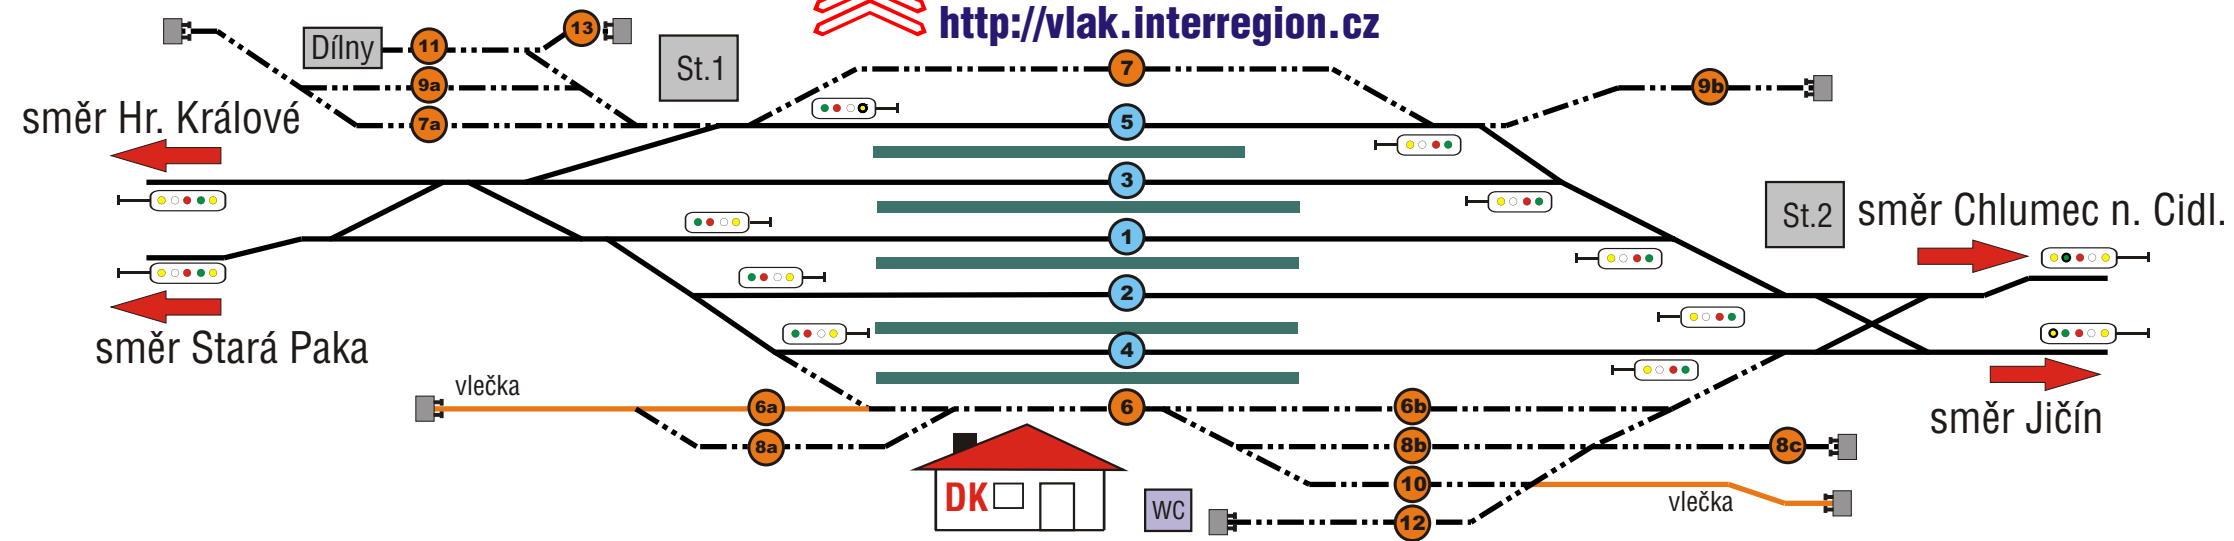 http://vlak.interregion.cz
Dílny
11
13
St.1
7
9a
9b
7a
5
směr Hr. Králové
3
St.2
směr Chlumec n. Cidl.
1
2
směr Stará Paka
4
směr Jičín
vlečka
6a
6
6b
8a
8b
8c
DK
WC
10
vlečka
12